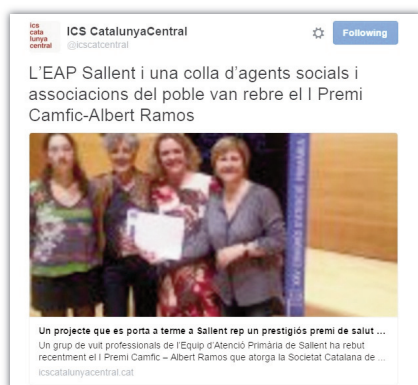 ics
cata
lunya
central
ICS CatalunyaCentral
@icscatcentral
Following
L'EAP Sallent i una colla d'agents socials i
associacions del poble van rebre el I Premi
Camfic-Albert Ramos
Un projecte que es porta a terme a Sallent rep un prestigiós premi de salut ...
Un grup de vuit professionals de l'Equip d'Atenció Primària de Sallent ha rebut
recentment el I Premi Camfic – Albert Ramos que atorga la Societat Catalana de ...
icscatalunyacentral.cat